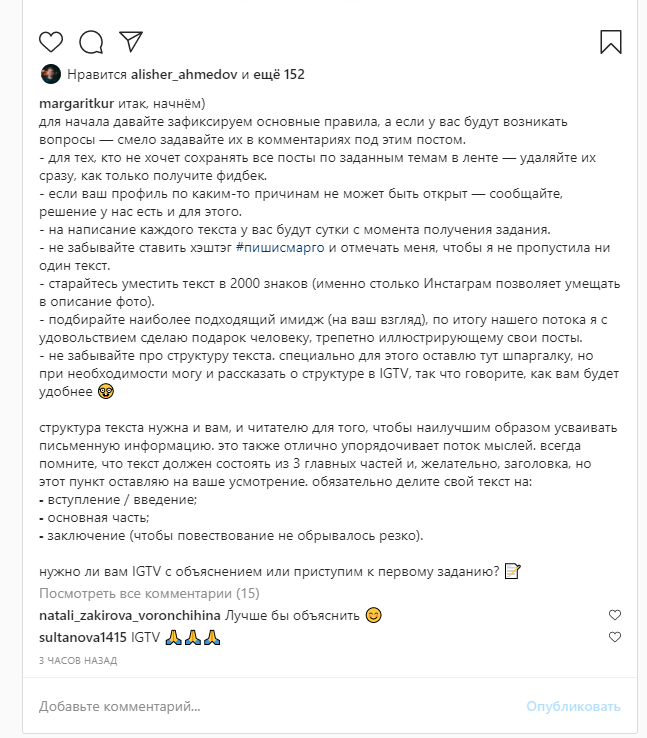 Нравится alisher_ahmedov и ещё 152
margaritkur итак, начнём)
для начала давайте зафиксируем основные правила, а если у вас будут возникать
вопросы — смело задавайте их в комментариях под этим постом.
- для тех, кто не хочет сохранять все посты по заданным темам в ленте — удаляйте их
сразу, как только получите фидбек.
- если ваш профиль по каким-то причинам не может быть открыт — сообщайте,
решение у нас есть и для этого.
- на написание каждого текста у вас будут сутки с момента получения задания.
- не забывайте ставить хэштэг #пишисмарго и отмечать меня, чтобы я не пропустила ни
один текст.
- старайтесь уместить текст в 2000 знаков (именно столько Инстаграм позволяет умещать
в описание фото).
- подбирайте наиболее подходящий имидж (на ваш взгляд), по итогу нашего потока я с
удовольствием сделаю подарок человеку, трепетно иллюстрирующему свои посты.
- не забывайте про структуру текста. специально для этого оставлю тут шпаргалку, но
при необходимости могу и рассказать о структуре в IGTV, так что говорите, как вам будет
удобнее 🤓
структура текста нужна и вам, и читателю для того, чтобы наилучшим образом усваивать
письменную информацию. это также отлично упорядочивает поток мыслей. всегда
помните, что текст должен состоять из 3 главных частей и, желательно, заголовка, но
этот пункт оставляю на ваше усмотрение. обязательно делите свой текст на:
- вступление / введение;
- основная часть;
- заключение (чтобы повествование не обрывалось резко).
нужно ли вам IGTV с объяснением или приступим к первому заданию? 📝
Посмотреть все комментарии (15)
natali_zakirova_voronchihina Лучше бы объяснить 😊
sultanova1415 IGTV 🙏🙏🙏
3 ЧАСОВ НАЗАД
Добавьте комментарий... Опубликовать